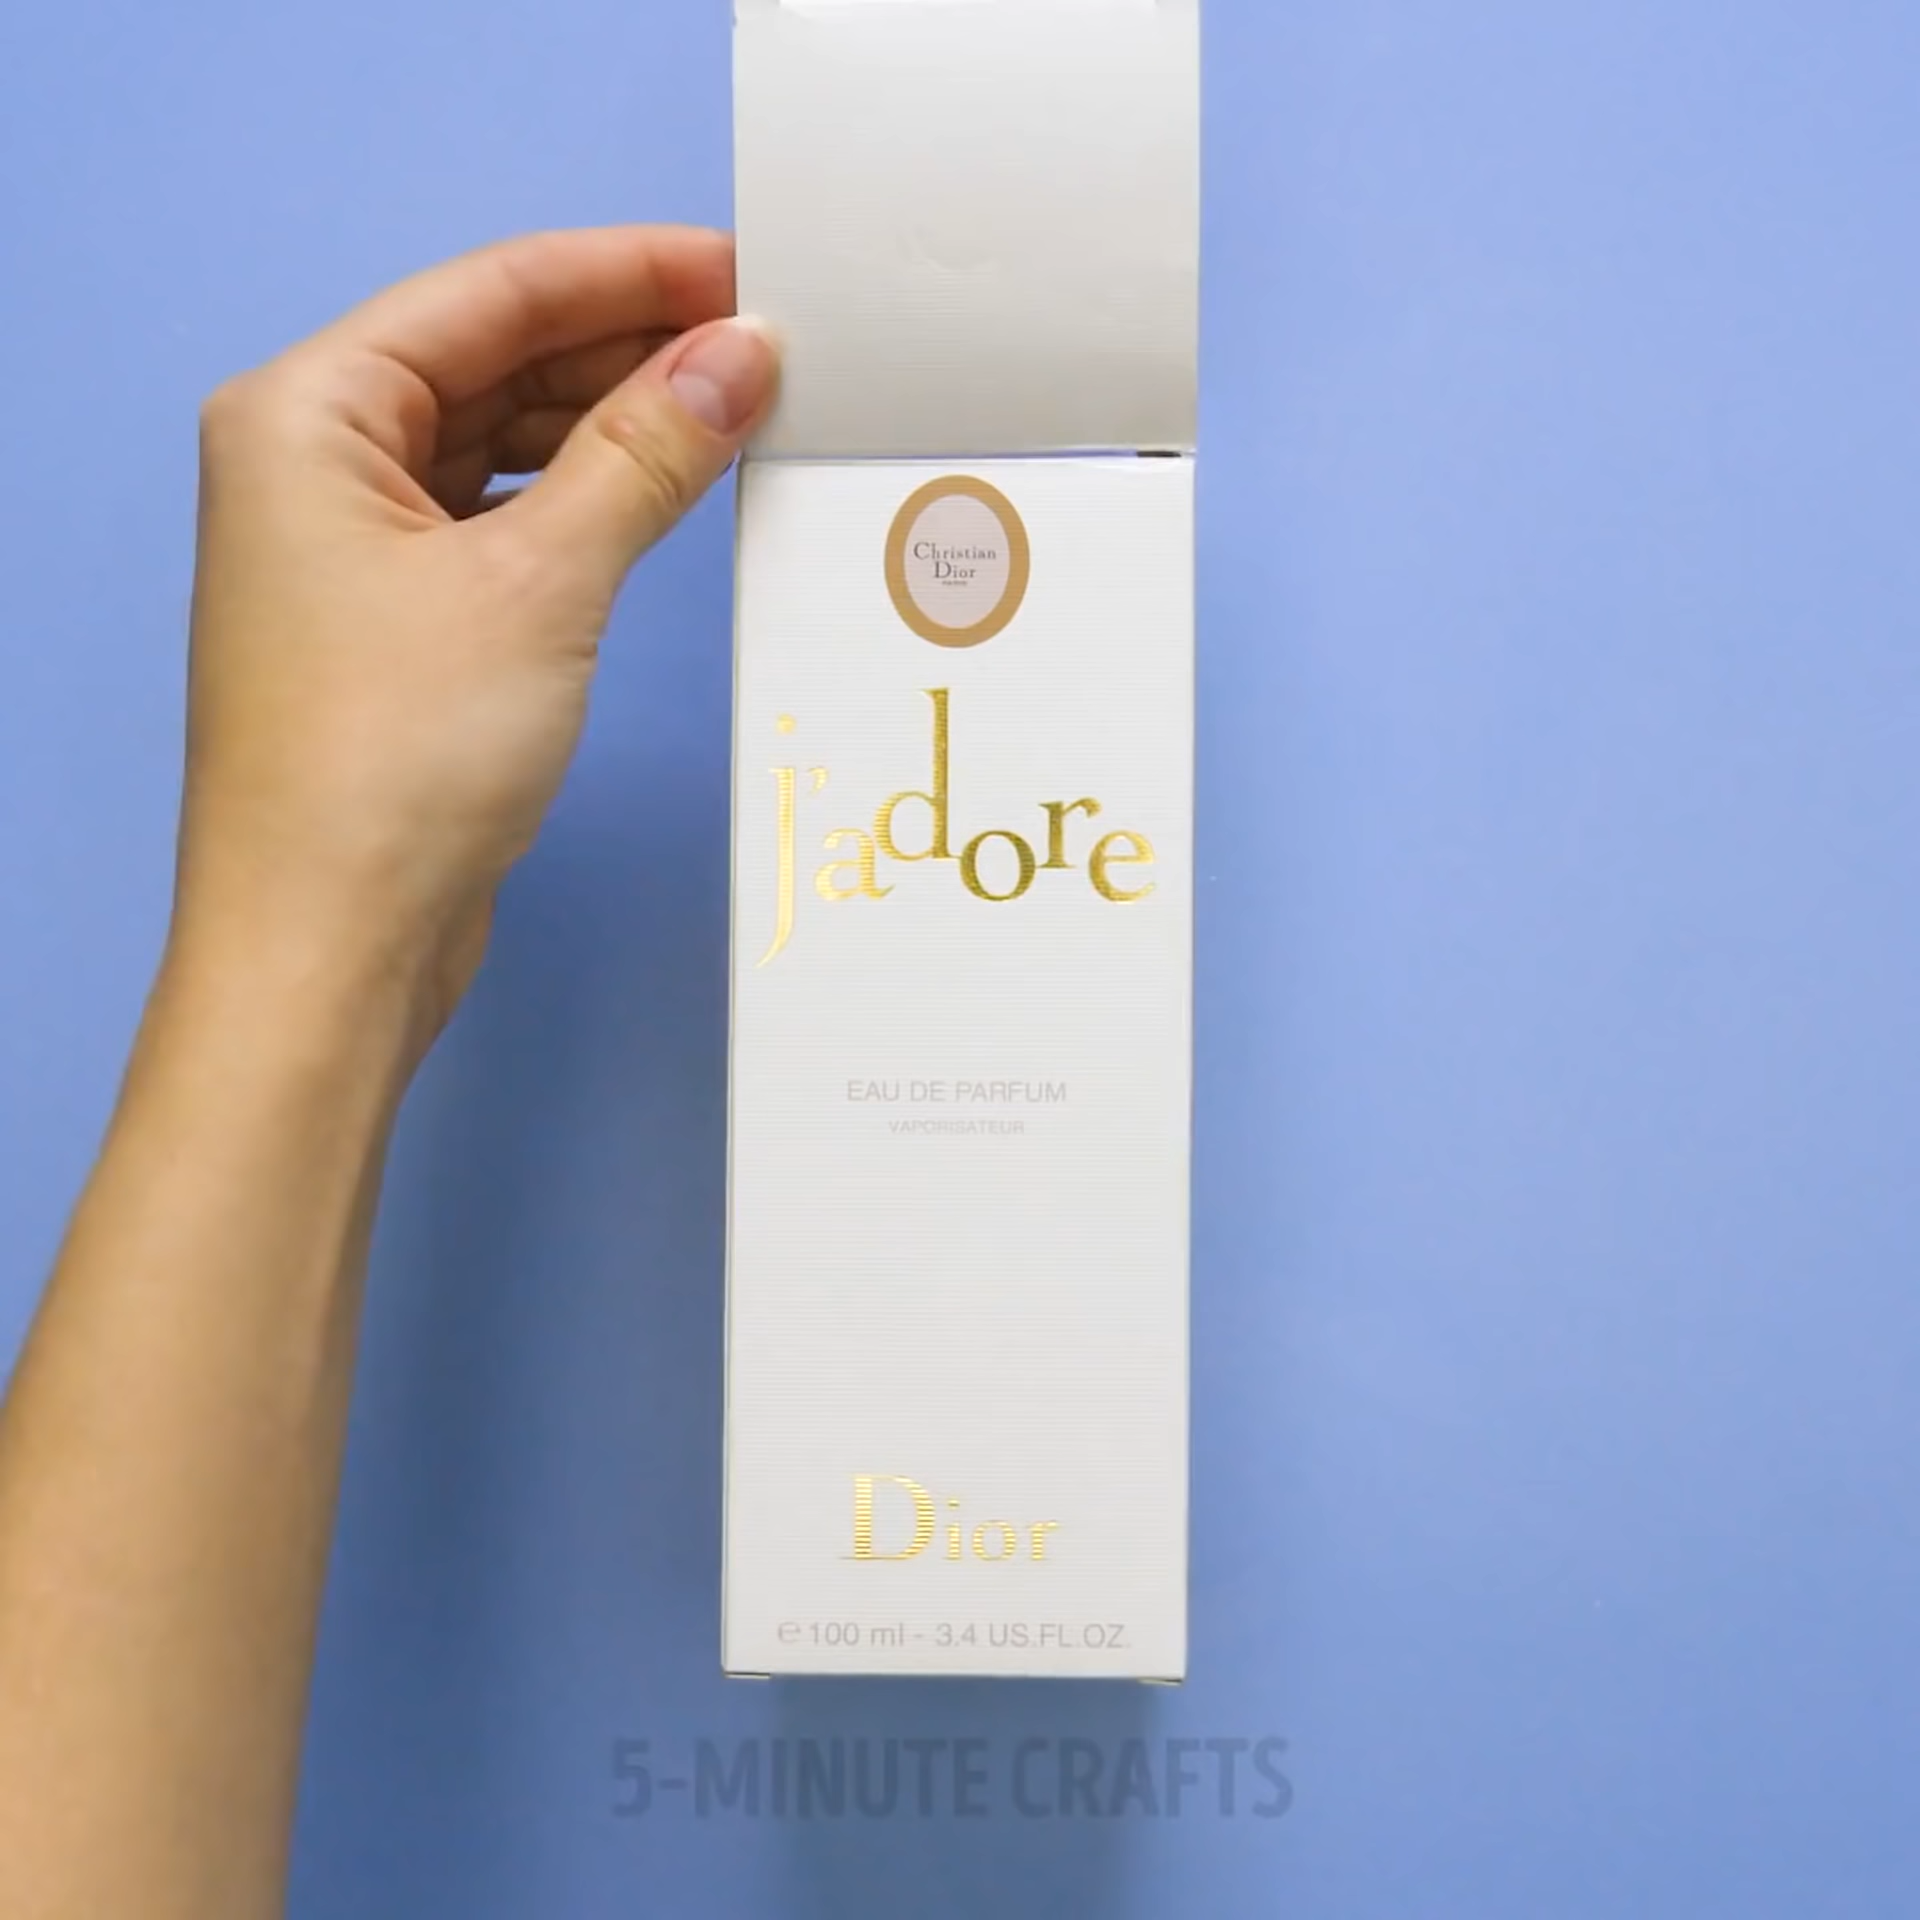 Christian
Dior
j'adore
EAU DE PARFUM
VAPORISATEUR
Dior
℮ 100 ml - 3.4 US.FL.OZ.
5-MINUTE CRAFTS